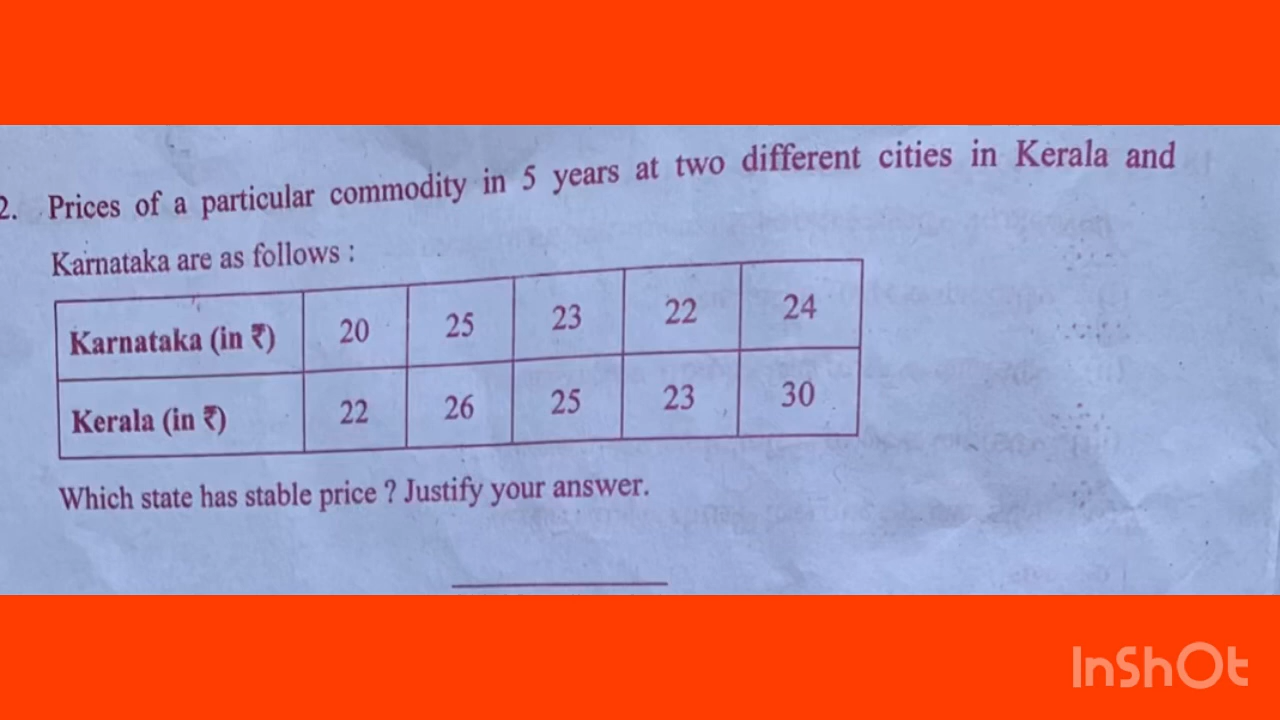 2. Prices of a particular commodity in 5 years at two different cities in Kerala and
Karnataka are as follows :
Karnataka (in ₹) 20 25 23 22 24
Kerala (in ₹) 22 26 25 23 30
Which state has stable price ? Justify your answer.
InShOt